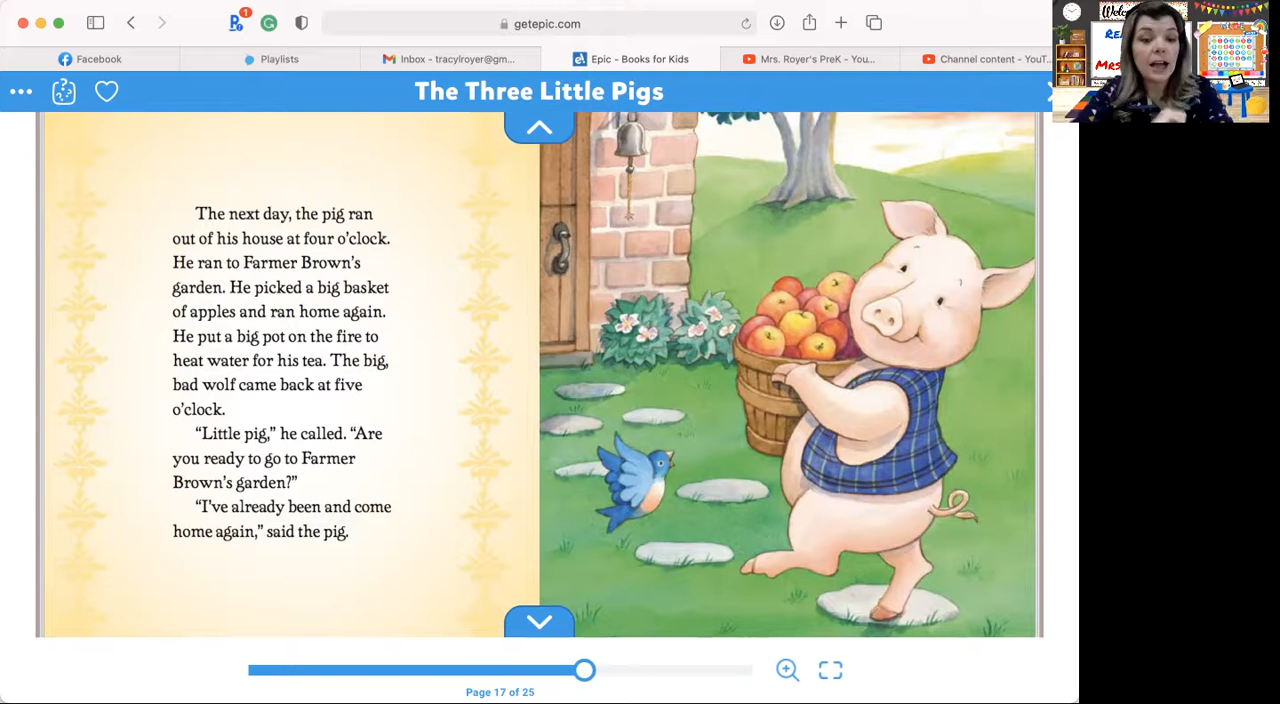 getepic.com
1
Facebook
Playlists
Inbox - tracylroyer@gm...
Epic - Books for Kids
Mrs. Royer's PreK - You...
Channel content - YouT...
The Three Little Pigs
The next day, the pig ran
out of his house at four o'clock.
He ran to Farmer Brown's
garden. He picked a big basket
of apples and ran home again.
He put a big pot on the fire to
heat water for his tea. The big,
bad wolf came back at five
o'clock.
“Little pig,” he called. “Are
you ready to go to Farmer
Brown's garden?”
“I've already been and come
home again,” said the pig.
Page 17 of 25